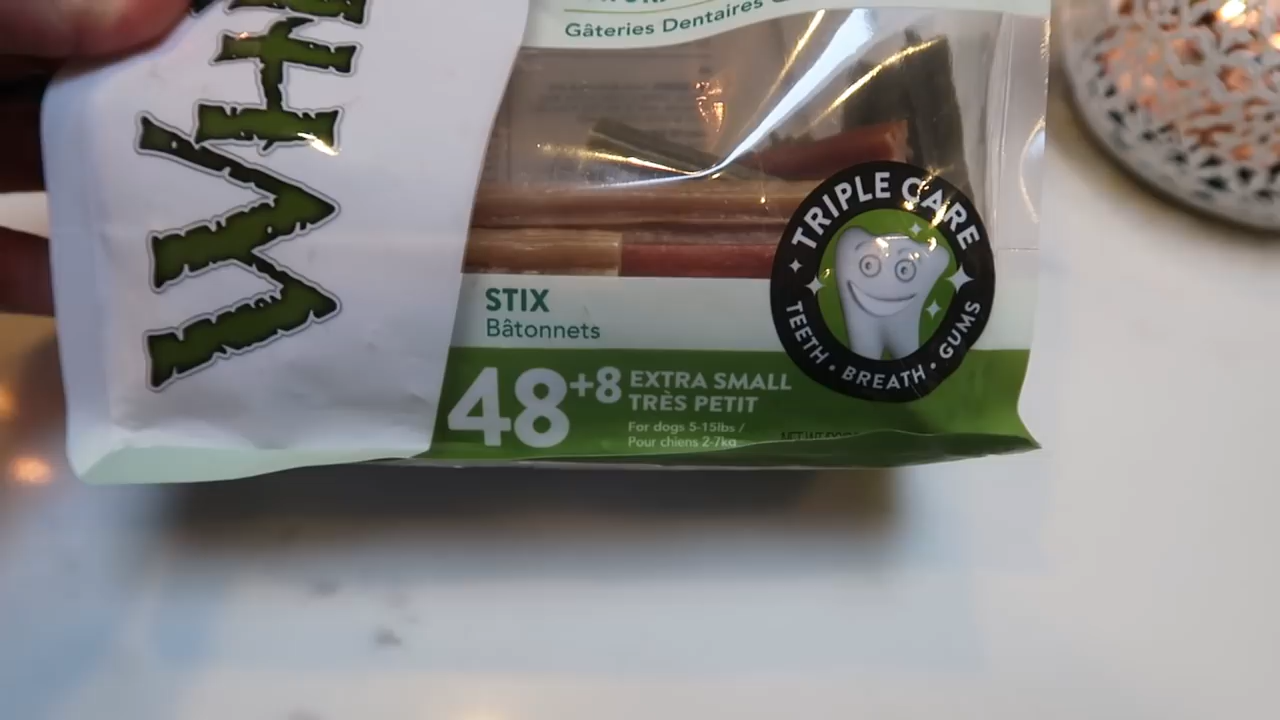 WH
Gâteries Dentaires
STIX
Bâtonnets
48+8 EXTRA SMALL
TRÈS PETIT
For dogs 5-15lbs /
Pour chiens 2-7kg
TRIPLE CARE
TEETH • BREATH • GUMS